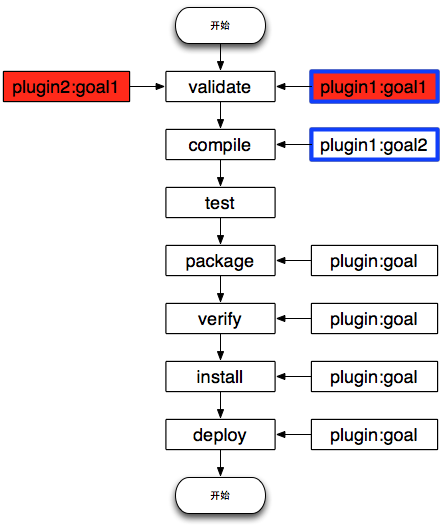 开始
plugin2:goal1
validate
plugin1:goal1
compile
plugin1:goal2
test
package
plugin:goal
verify
plugin:goal
install
plugin:goal
deploy
plugin:goal
开始